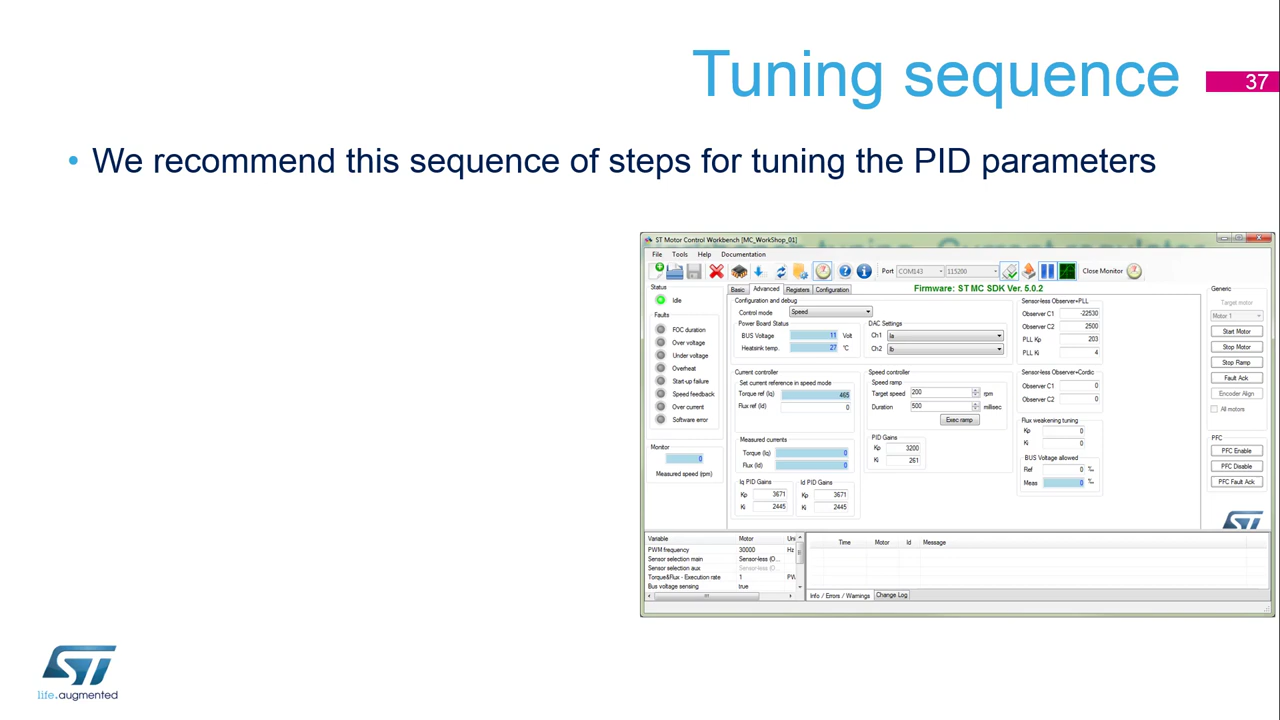 Tuning sequence
37
• We recommend this sequence of steps for tuning the PID parameters
ST Motor Control Workbench [MC_WorkShop_01]
File Tools Help Documentation
Port COM143 115200 Close Monitor
Status
Idle
Faults
FOC duration
Over voltage
Under voltage
Overheat
Start-up failure
Speed feedback
Over current
Software error
Monitor
0
Measured speed (rpm)
Basic Advanced Registers Configuration
Firmware: ST MC SDK Ver. 5.0.2
Configuration and debug
Control mode Speed
Power Board Status
BUS Voltage 11 Volt
Heatsink temp. 27 °C
DAC Settings
Ch1 Ia
Ch2 Ib
Current controller
Set current reference in speed mode
Torque ref (Iq) 465
Flux ref (Id) 0
Measured currents
Torque (Iq) 0
Flux (Id) 0
Iq PID Gains
Kp 3671
Ki 2445
Id PID Gains
Kp 3671
Ki 2445
Speed controller
Speed ramp
Target speed 200 rpm
Duration 500 millisec
Exec ramp
PID Gains
Kp 3200
Ki 261
Sensor-less Observer+PLL
Observer C1 -22530
Observer C2 2500
PLL Kp 203
PLL Ki 4
Sensor-less Observer+Cordic
Observer C1 0
Observer C2 0
Flux weakening tuning
Kp 0
Ki 0
BUS Voltage allowed
Ref 0 ‰
Meas 0 ‰
Generic
Target motor
Motor 1
Start Motor
Stop Motor
Stop Ramp
Fault Ack
Encoder Align
All motors
PFC
PFC Enable
PFC Disable
PFC Fault Ack
ST
Variable Motor Uni
PWM frequency 30000 Hz
Sensor selection main Sensor-less (O...
Sensor selection aux Sensor-less (O...
Torque&Flux - Execution rate 1 PW
Bus voltage sensing true
Time Motor Id Message
Info / Errors / Warnings Change Log
ST
life.augmented